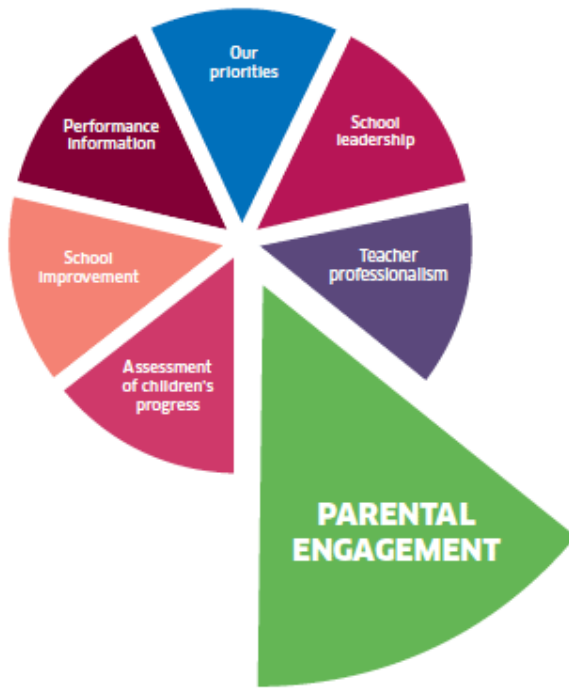 Our
priorities
School
leadership
Teacher
professionalism
PARENTAL
ENGAGEMENT
Assessment
of children's
progress
School
improvement
Performance
information